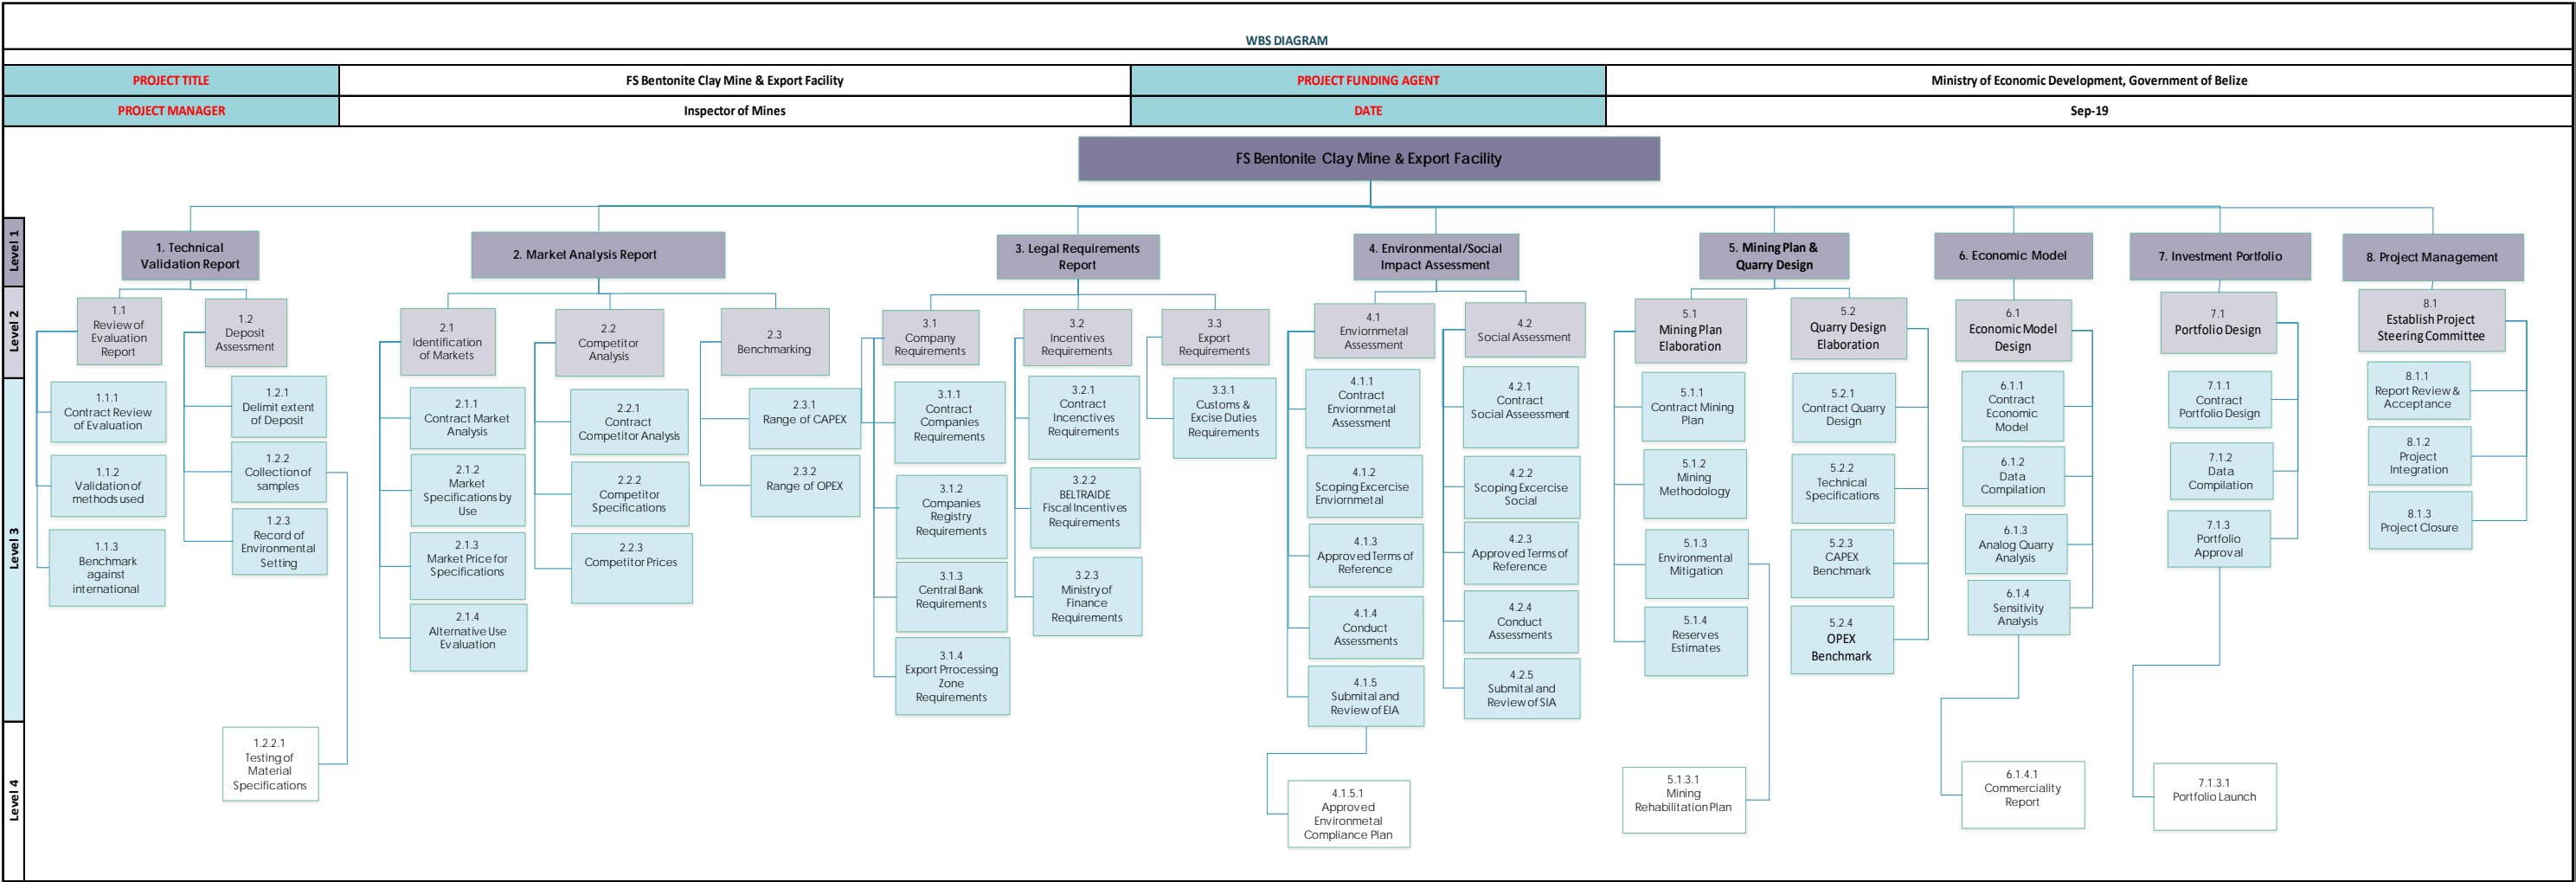 WBS DIAGRAM
PROJECT TITLE
FS Bentonite Clay Mine & Export Facility
PROJECT FUNDING AGENT
Ministry of Economic Development, Government of Belize
PROJECT MANAGER
Inspector of Mines
DATE
Sep-19
FS Bentonite Clay Mine & Export Facility
Level 1
Level 2
Level 3
Level 4
1. Technical
Validation Report
1.1
Review of
Evaluation
Report
1.1.1
Contract Review
of Evaluation
1.1.2
Validation of
methods used
1.1.3
Benchmark
against
international
1.2
Deposit
Assessment
1.2.1
Delimit extent
of Deposit
1.2.2
Collection of
samples
1.2.3
Record of
Environmental
Setting
1.2.2.1
Testing of
Material
Specifications
2. Market Analysis Report
2.1
Identification
of Markets
2.1.1
Contract Market
Analysis
2.1.2
Market
Specifications by
Use
2.1.3
Market Price for
Specifications
2.1.4
Alternative Use
Evaluation
2.2
Competitor
Analysis
2.2.1
Contract
Competitor Analysis
2.2.2
Competitor
Specifications
2.2.3
Competitor Prices
2.3
Benchmarking
2.3.1
Range of CAPEX
2.3.2
Range of OPEX
3. Legal Requirements
Report
3.1
Company
Requirements
3.1.1
Contract
Companies
Requirements
3.1.2
Companies
Registry
Requirements
3.1.3
Central Bank
Requirements
3.1.4
Export Prrocessing
Zone
Requirements
3.2
Incentives
Requirements
3.2.1
Contract
Incenctives
Requirements
3.2.2
BELTRAIDE
Fiscal Incentives
Requirements
3.2.3
Ministry of
Finance
Requirements
3.3
Export
Requirements
3.3.1
Customs &
Excise Duties
Requirements
4. Environmental/Social
Impact Assessment
4.1
Enviornmetal
Assessment
4.1.1
Contract
Enviornmetal
Assessment
4.1.2
Scoping Excercise
Enviornmetal
4.1.3
Approved Terms of
Reference
4.1.4
Conduct
Assessments
4.1.5
Submital and
Review of EIA
4.1.5.1
Approved
Environmetal
Compliance Plan
4.2
Social Assessment
4.2.1
Contract
Social Asseessment
4.2.2
Scoping Excercise
Social
4.2.3
Approved Terms of
Reference
4.2.4
Conduct
Assessments
4.2.5
Submital and
Review of SIA
5. Mining Plan &
Quarry Design
5.1
Mining Plan
Elaboration
5.1.1
Contract Mining
Plan
5.1.2
Mining
Methodology
5.1.3
Environmental
Mitigation
5.1.4
Reserves
Estimates
5.1.3.1
Mining
Rehabilitation Plan
5.2
Quarry Design
Elaboration
5.2.1
Contract Quarry
Design
5.2.2
Technical
Specifications
5.2.3
CAPEX
Benchmark
5.2.4
OPEX
Benchmark
6. Economic Model
6.1
Economic Model
Design
6.1.1
Contract
Economic
Model
6.1.2
Data
Compilation
6.1.3
Analog Quarry
Analysis
6.1.4
Sensitivity
Analysis
6.1.4.1
Commerciality
Report
7. Investment Portfolio
7.1
Portfolio Design
7.1.1
Contract
Portfolio Design
7.1.2
Data
Compilation
7.1.3
Portfolio
Approval
7.1.3.1
Portfolio Launch
8. Project Management
8.1
Establish Project
Steering Committee
8.1.1
Report Review &
Acceptance
8.1.2
Project
Integration
8.1.3
Project Closure